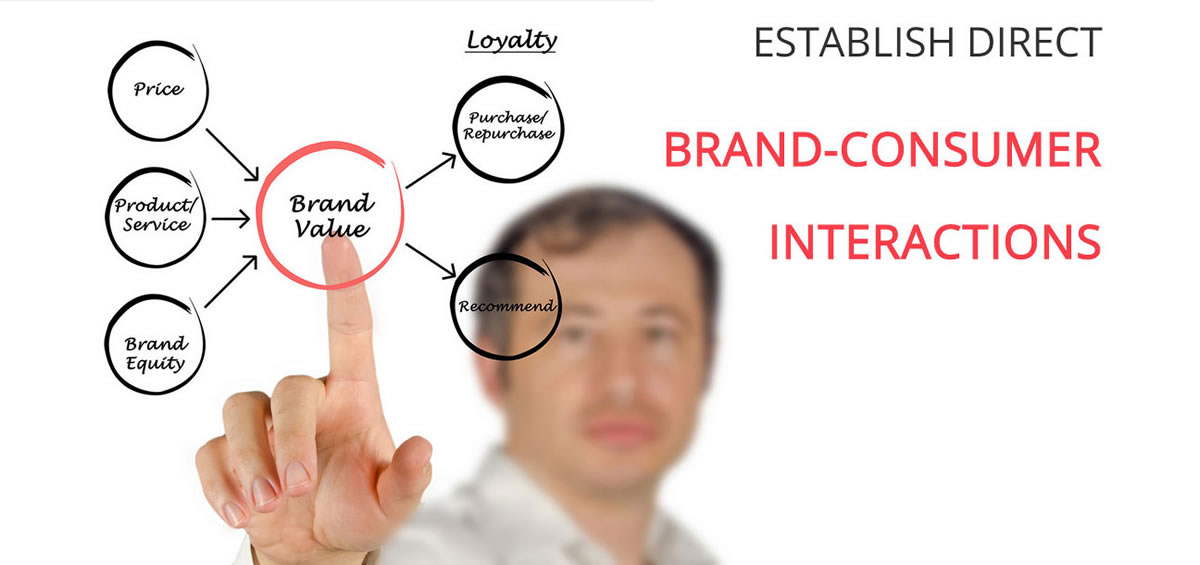 Price
Product/
Service
Brand
Equity
Brand
Value
Loyalty
Purchase/
Repurchase
Recommend
ESTABLISH DIRECT
BRAND-CONSUMER
INTERACTIONS